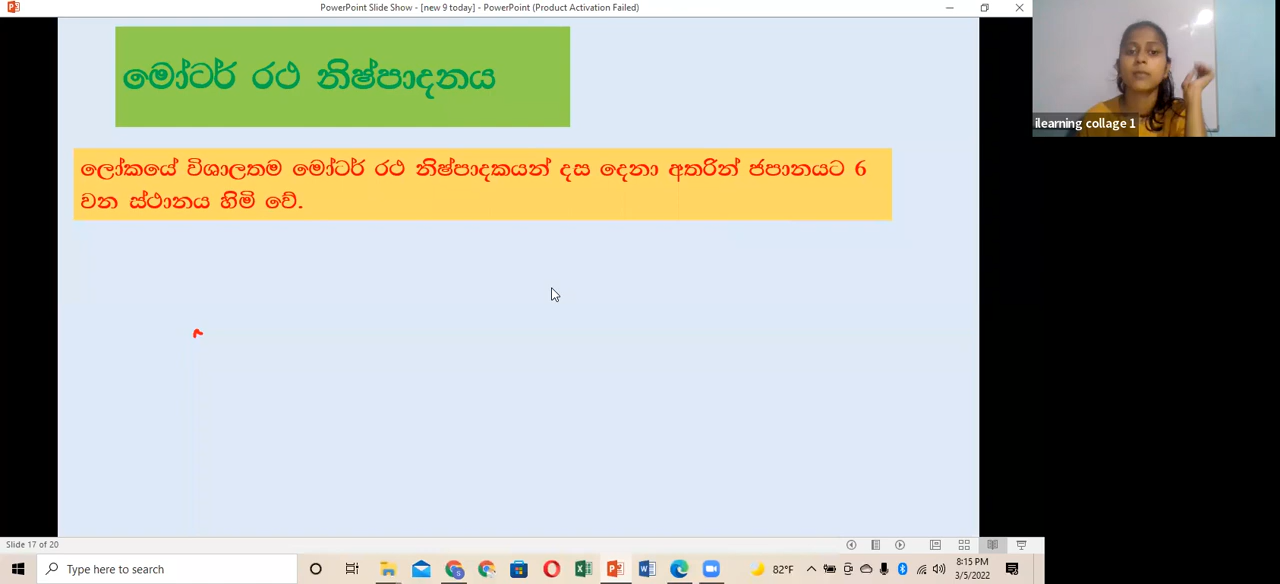 PowerPoint Slide Show - [new 9 today] - PowerPoint (Product Activation Failed)
මෝටර් රථ නිෂ්පාදනය
ලෝකයේ විශාලතම මෝටර් රථ නිෂ්පාදකයන් දස දෙනා අතරින් ජපානයට 6
වන ස්ථානය හිමි වේ.
ilearning collage 1
Slide 17 of 20
Type here to search
82°F
8:15 PM
3/5/2022